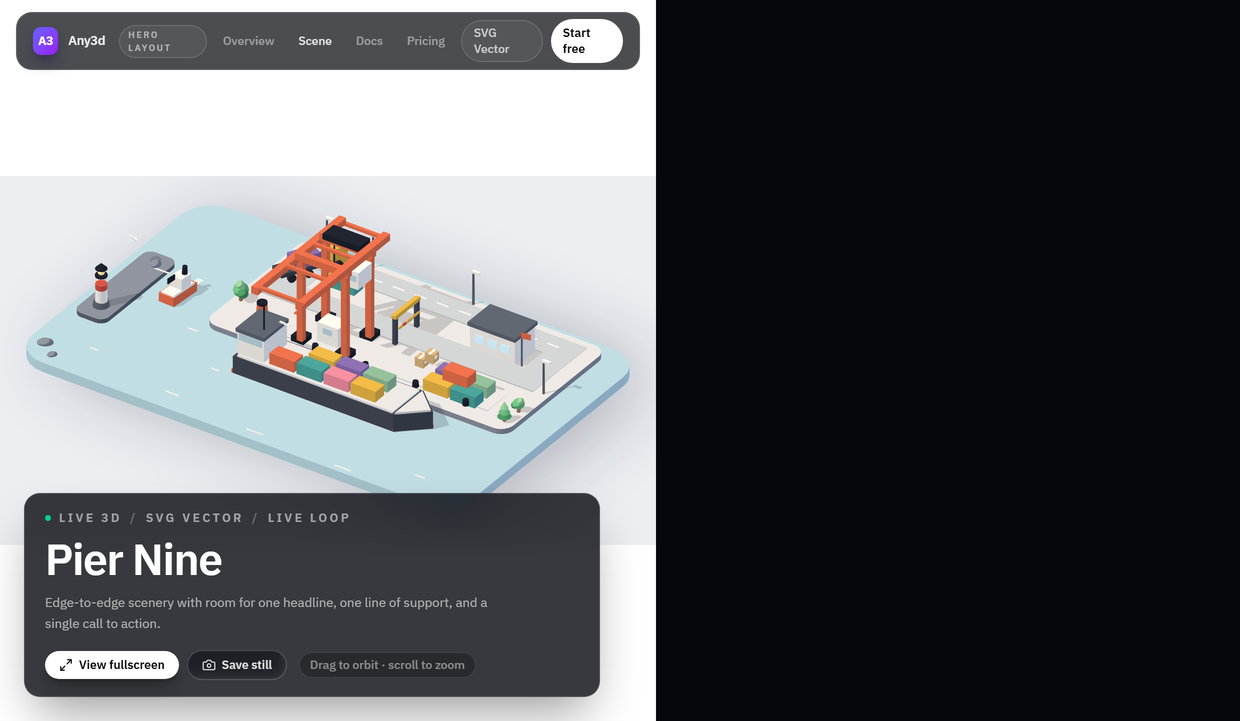 A3 Any3d HERO LAYOUT Overview Scene Docs Pricing SVG Vector Start free
LIVE 3D / SVG VECTOR / LIVE LOOP
Pier Nine
Edge-to-edge scenery with room for one headline, one line of support, and a
single call to action.
View fullscreen Save still Drag to orbit · scroll to zoom